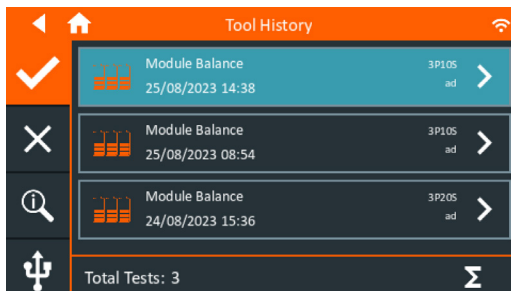 Tool History
Module Balance
3P10S
25/08/2023 14:38
ad
Module Balance
3P10S
25/08/2023 08:54
ad
Module Balance
3P20S
24/08/2023 15:36
ad
Total Tests: 3
Σ